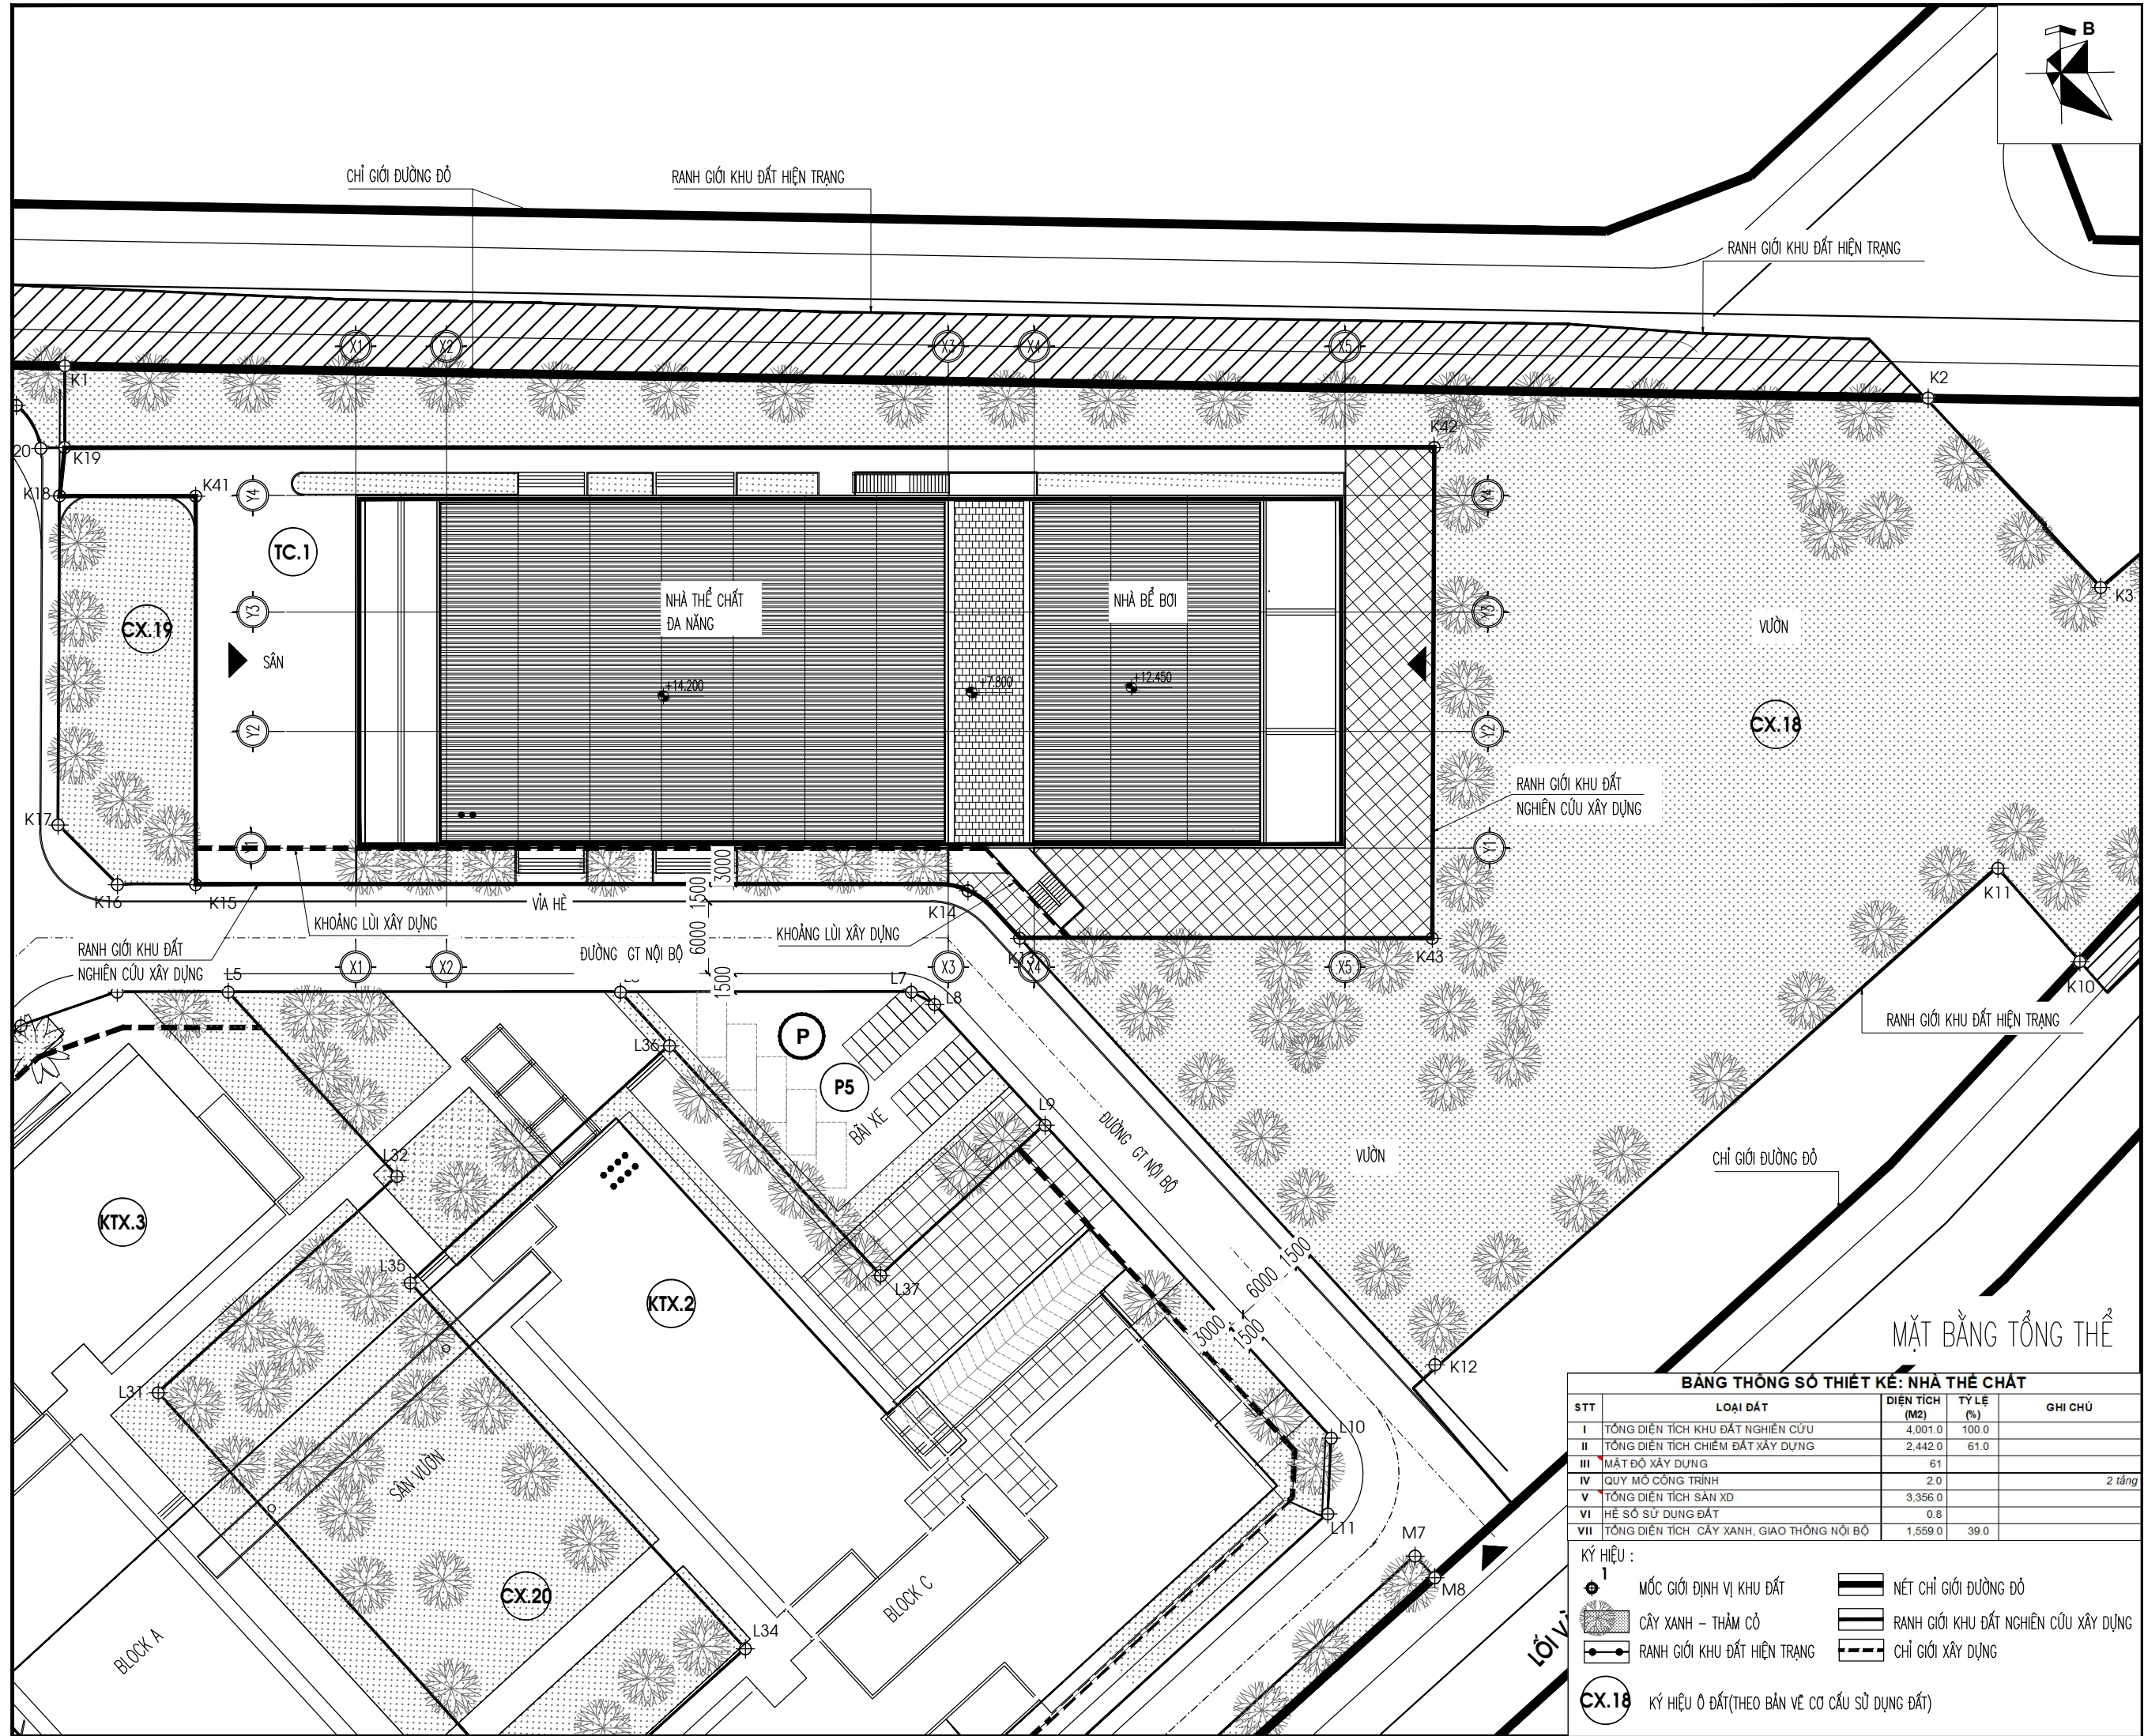 B
CHỈ GIỚI ĐƯỜNG ĐỎ
RANH GIỚI KHU ĐẤT HIỆN TRẠNG
RANH GIỚI KHU ĐẤT HIỆN TRẠNG
X1
X2
X3
X4
X5
K1
K2
20
K19
K42
K18
K41
Y4
Y4
TC.1
K3
NHÀ THỂ CHẤT
ĐA NĂNG
NHÀ BỂ BƠI
Y3
Y3
CX.19
VƯỜN
SÂN
+14.200
+7.800
+12.450
Y2
Y2
CX.18
RANH GIỚI KHU ĐẤT
NGHIÊN CỨU XÂY DỰNG
K17
Y1
Y1
3000
K11
K16
K15
VỈA HÈ
1500
K14
KHOẢNG LÙI XÂY DỰNG
KHOẢNG LÙI XÂY DỰNG
RANH GIỚI KHU ĐẤT
NGHIÊN CỨU XÂY DỰNG
ĐƯỜNG GT NỘI BỘ
6000
K13
K43
L5
X1
X2
1500
L7
X3
X4
X5
K10
L8
RANH GIỚI KHU ĐẤT HIỆN TRẠNG
P
L36
P5
L9
BÃI XE
ĐƯỜNG GT NỘI BỘ
L32
VƯỜN
CHỈ GIỚI ĐƯỜNG ĐỎ
KTX.3
L35
L37
KTX.2
1500
6000
3000
1500
K12
L31
L10
SÂN VƯỜN
L11
M7
M8
CX.20
BLOCK C
L34
BLOCK A
LỐI V
MẶT BẰNG TỔNG THỂ
BẢNG THÔNG SỐ THIẾT KẾ: NHÀ THỂ CHẤT
STT LOẠI ĐẤT DIỆN TÍCH (M2) TỶ LỆ (%) GHI CHÚ
I TỔNG DIỆN TÍCH KHU ĐẤT NGHIÊN CỨU 4,001.0 100.0
II TỔNG DIỆN TÍCH CHIẾM ĐẤT XÂY DỰNG 2,442.0 61.0
III MẬT ĐỘ XÂY DỰNG 61
IV QUY MÔ CÔNG TRÌNH 2.0 2 tầng
V TỔNG DIỆN TÍCH SÀN XD 3,356.0
VI HỆ SỐ SỬ DỤNG ĐẤT 0.8
VII TỔNG DIỆN TÍCH CÂY XANH, GIAO THÔNG NỘI BỘ 1,559.0 39.0
KÝ HIỆU :
1 MỐC GIỚI ĐỊNH VỊ KHU ĐẤT
NÉT CHỈ GIỚI ĐƯỜNG ĐỎ
CÂY XANH – THẢM CỎ
RANH GIỚI KHU ĐẤT NGHIÊN CỨU XÂY DỰNG
RANH GIỚI KHU ĐẤT HIỆN TRẠNG
CHỈ GIỚI XÂY DỰNG
CX.18 KÝ HIỆU Ô ĐẤT(THEO BẢN VẼ CƠ CẤU SỬ DỤNG ĐẤT)